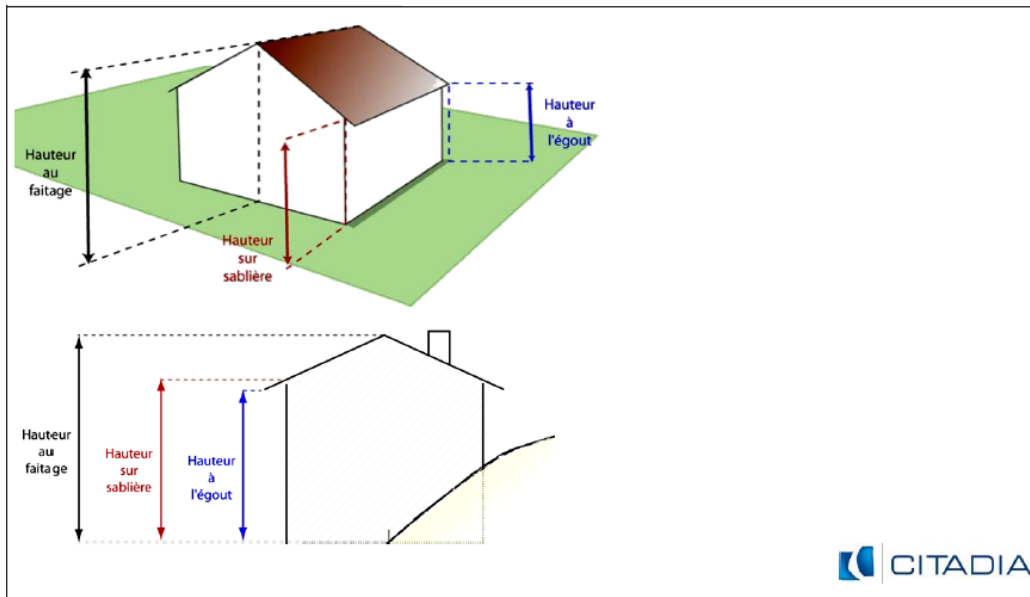 Hauteur
au
faitage
Hauteur
sur
sablière
Hauteur
à
l'égout
Hauteur
au
faitage
Hauteur
sur
sablière
Hauteur
à
l'égout
CITADIA